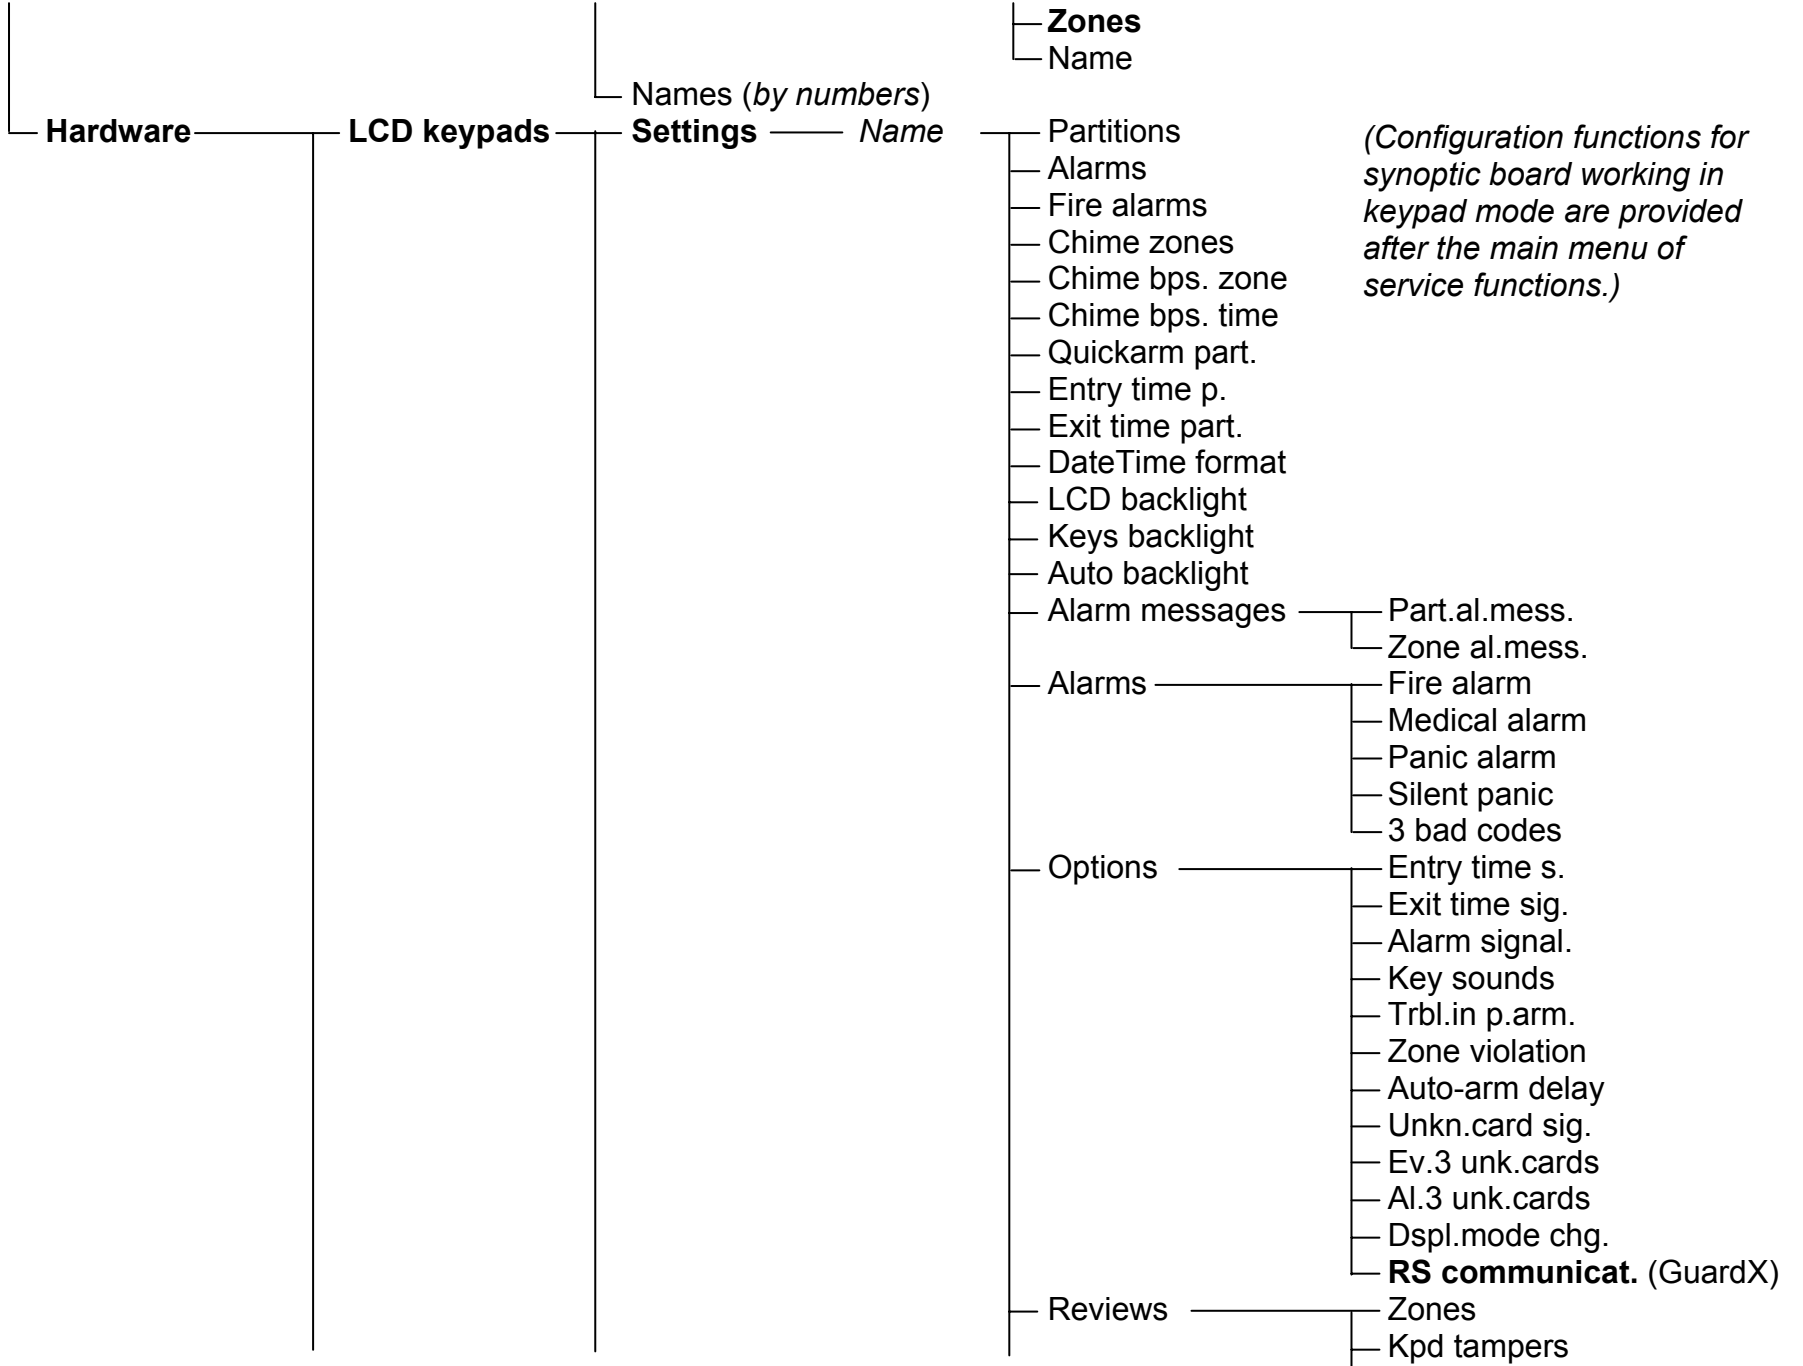 Zones
Name
Names (by numbers)
Hardware LCD keypads Settings Name Partitions
(Configuration functions for
synoptic board working in
keypad mode are provided
after the main menu of
service functions.)
Alarms
Fire alarms
Chime zones
Chime bps. zone
Chime bps. time
Quickarm part.
Entry time p.
Exit time part.
DateTime format
LCD backlight
Keys backlight
Auto backlight
Alarm messages Part.al.mess.
Zone al.mess.
Alarms Fire alarm
Medical alarm
Panic alarm
Silent panic
3 bad codes
Options Entry time s.
Exit time sig.
Alarm signal.
Key sounds
Trbl.in p.arm.
Zone violation
Auto-arm delay
Unkn.card sig.
Ev.3 unk.cards
Al.3 unk.cards
Dspl.mode chg.
RS communicat. (GuardX)
Reviews Zones
Kpd tampers